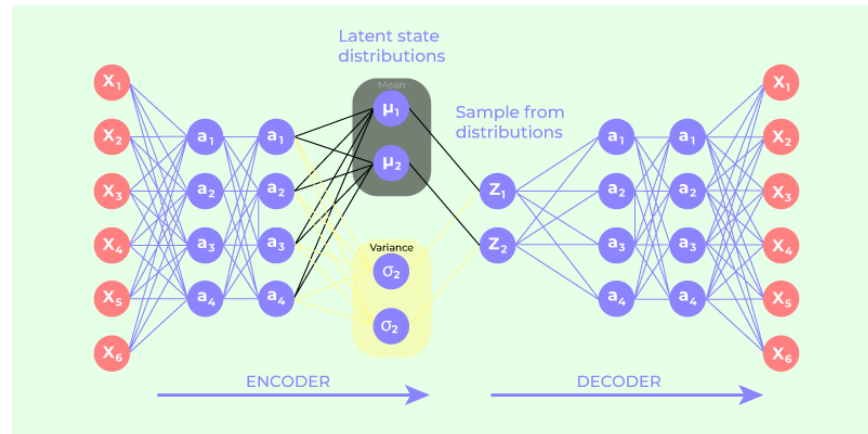 Latent state
distributions
Mean
Sample from
distributions
X1
X2
X3
X4
X5
X6
a1
a2
a3
a4
a1
a2
a3
a4
μ1
μ2
Variance
σ2
σ2
Z1
Z2
a1
a2
a3
a4
a1
a2
a3
a4
X1
X2
X3
X4
X5
X6
ENCODER
DECODER